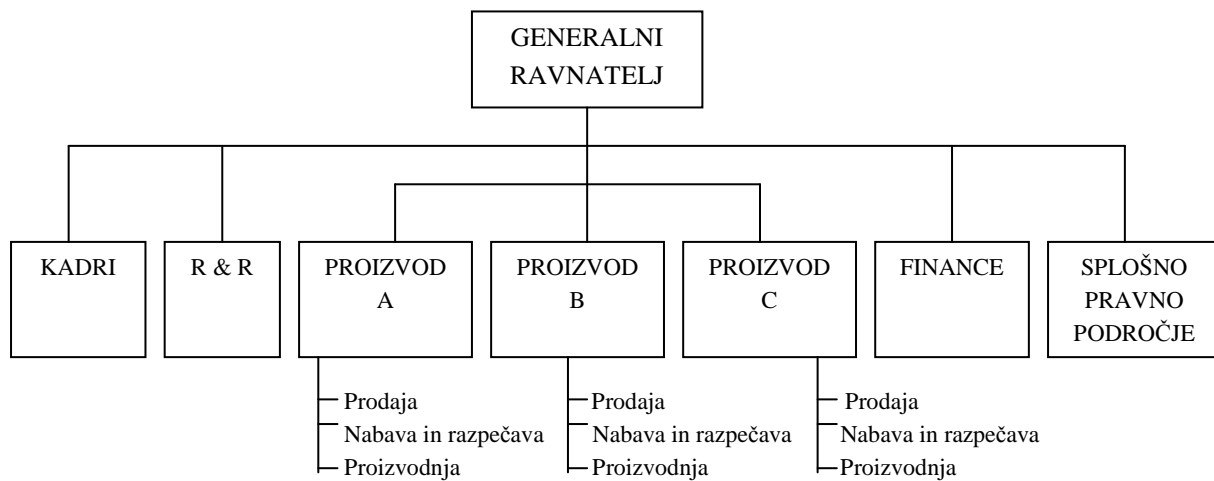 GENERALNI
RAVNATELJ
KADRI
R & R
PROIZVOD
A
PROIZVOD
B
PROIZVOD
C
FINANCE
SPLOŠNO
PRAVNO
PODROČJE
Prodaja
Nabava in razpečava
Proizvodnja
Prodaja
Nabava in razpečava
Proizvodnja
Prodaja
Nabava in razpečava
Proizvodnja